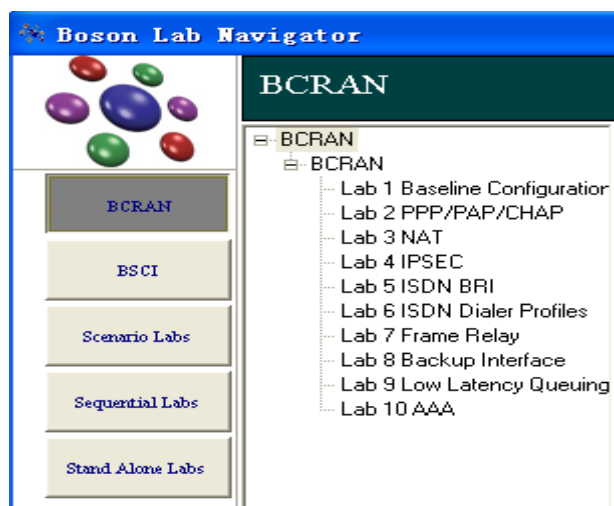 Boson Lab Navigator
BCRAN
BCRAN
BCRAN
Lab 1 Baseline Configuration
Lab 2 PPP/PAP/CHAP
Lab 3 NAT
Lab 4 IPSEC
Lab 5 ISDN BRI
Lab 6 ISDN Dialer Profiles
Lab 7 Frame Relay
Lab 8 Backup Interface
Lab 9 Low Latency Queuing
Lab 10 AAA
BCRAN
BSCI
Scenario Labs
Sequential Labs
Stand Alone Labs